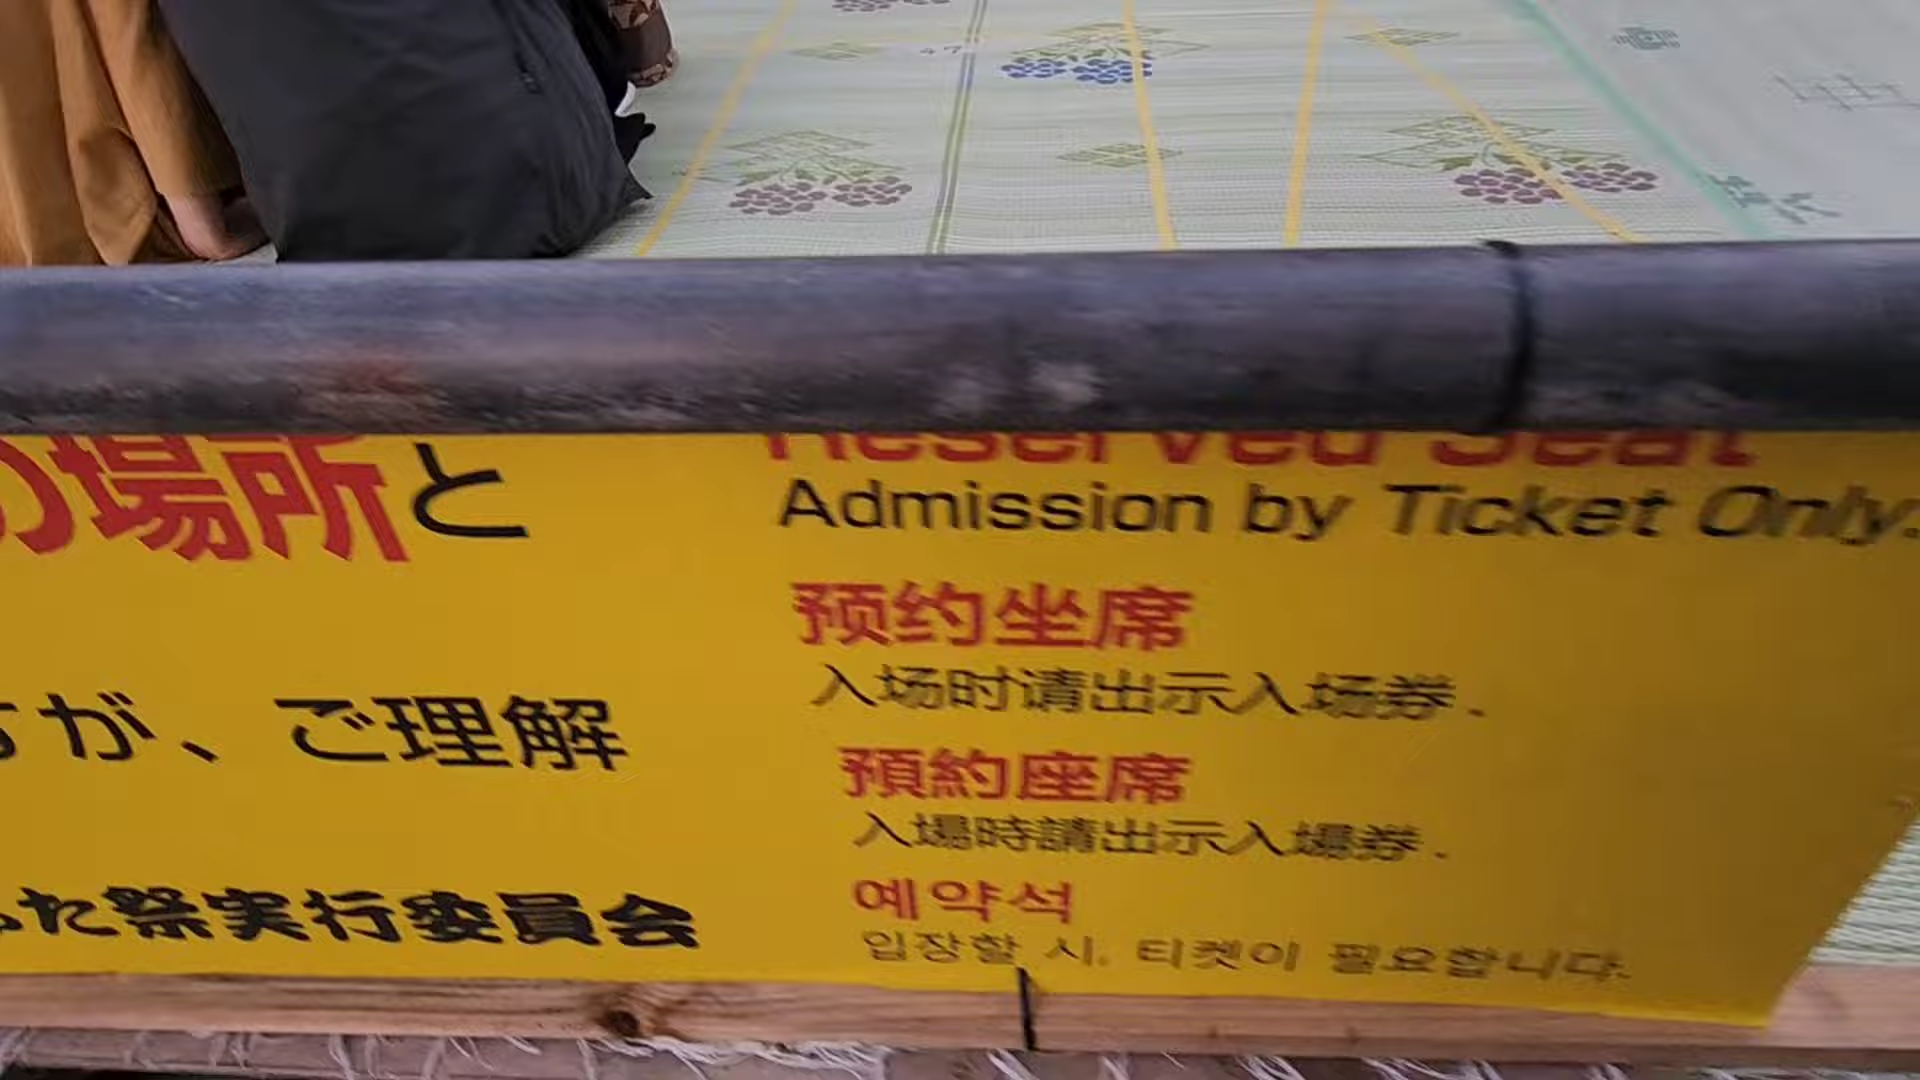 の場所と
すが、ご理解
た祭実行委員会
Reserved Seat
Admission by Ticket Only.
预约坐席
入场时请出示入场券.
預約座席
入場時請出示入場券.
예약석
입장할 시. 티켓이 필요합니다.